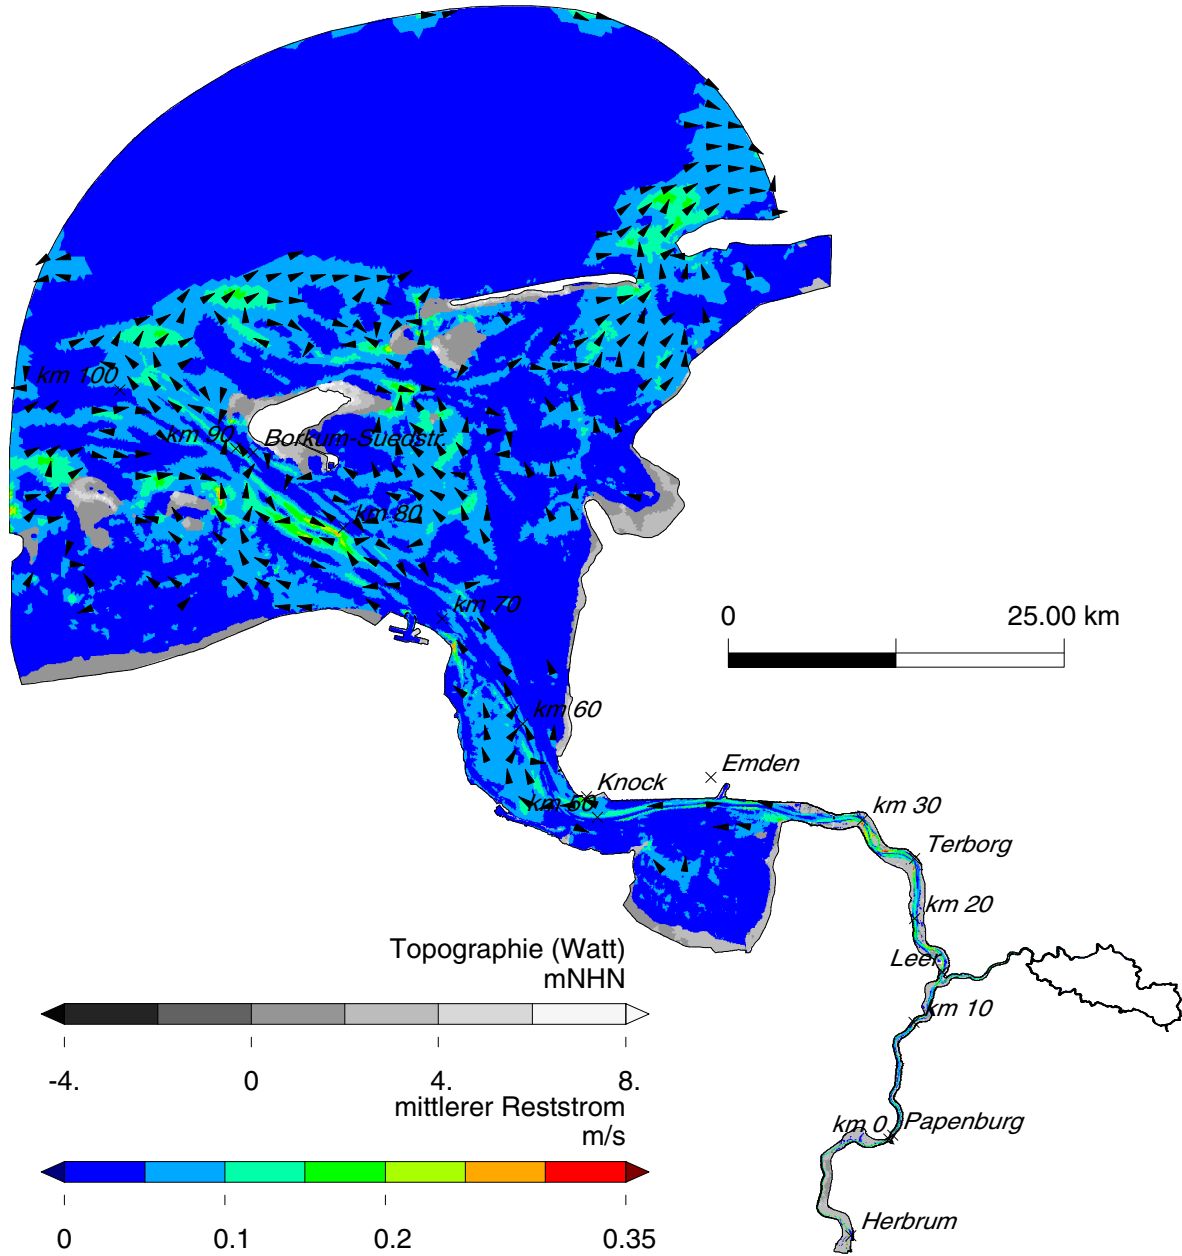 km 100
km 90
Borkum-Suedstr.
km 80
km 70
0 25.00 km
km 60
Emden
Knock
km 50
km 30
Terborg
km 20
Leer
km 10
km 0
Papenburg
Herbrum
Topographie (Watt)
mNHN
-4. 0 4. 8.
mittlerer Reststrom
m/s
0 0.1 0.2 0.35